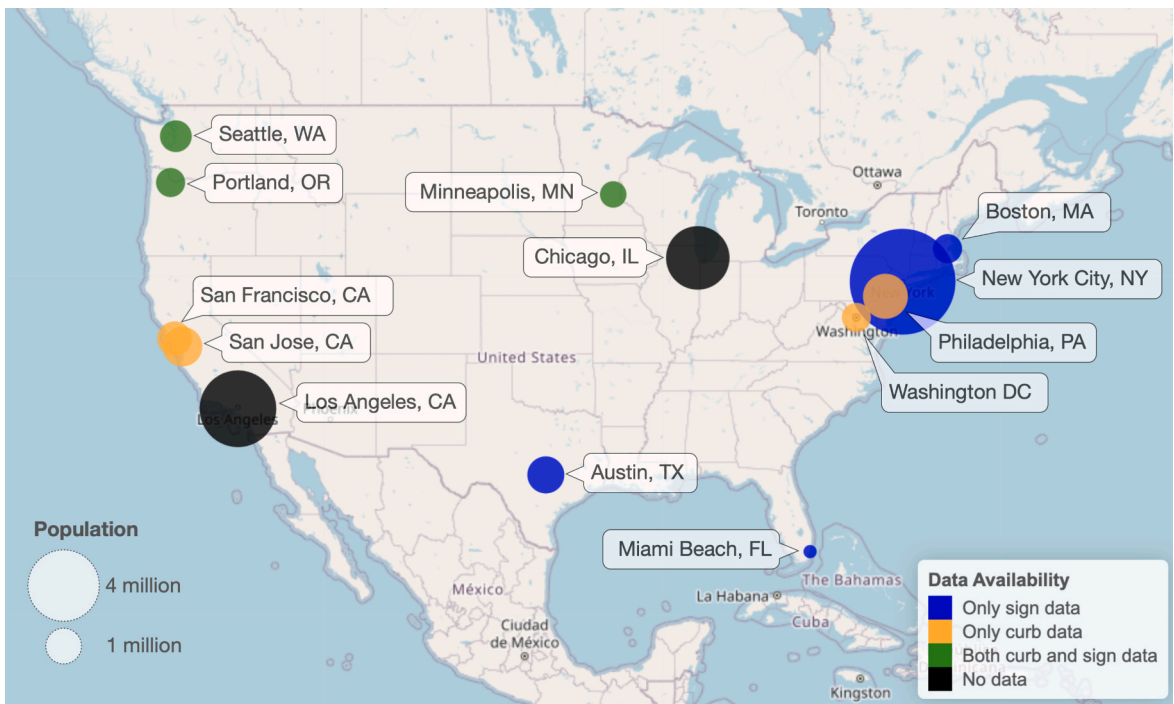 Seattle, WA
Portland, OR
Minneapolis, MN
Ottawa
Toronto
Boston, MA
Chicago, IL
New York City, NY
New York
San Francisco, CA
San Jose, CA
Washington
Philadelphia, PA
United States
Washington DC
Los Angeles, CA
Phoenix
Los Angeles
Austin, TX
Population
4 million
1 million
Miami Beach, FL
The Bahamas
La Habana
Cuba
México
Ciudad
de México
Kingston
Data Availability
Only sign data
Only curb data
Both curb and sign data
No data